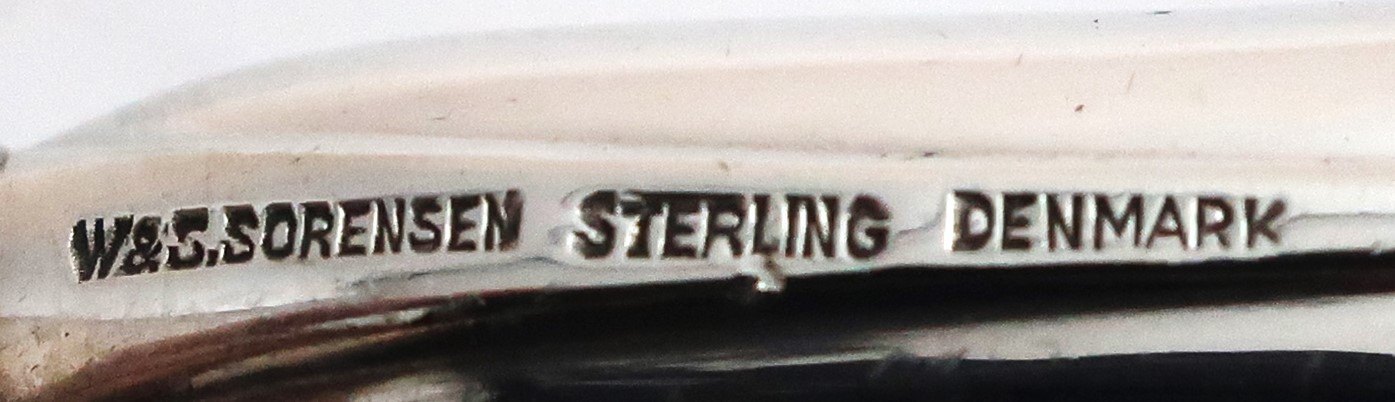 W&S.SORENSEN STERLING DENMARK